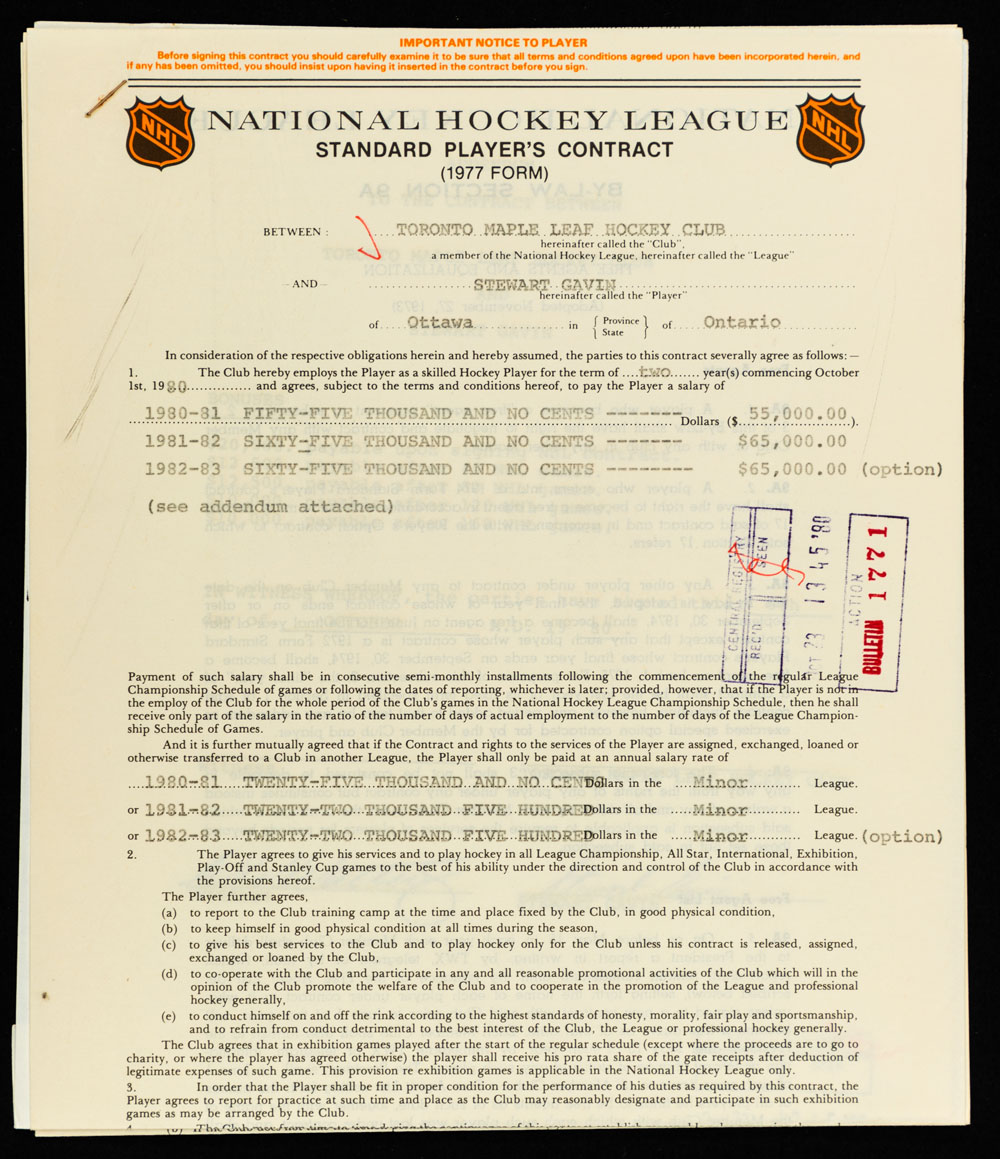 IMPORTANT NOTICE TO PLAYER
Before signing this contract you should carefully examine it to be sure that all terms and conditions agreed upon have been incorporated herein, and
if any has been omitted, you should insist upon having it inserted in the contract before you sign.
NHL NATIONAL HOCKEY LEAGUE NHL
STANDARD PLAYER'S CONTRACT
(1977 FORM)
BETWEEN : TORONTO MAPLE LEAF HOCKEY CLUB
hereinafter called the "Club",
a member of the National Hockey League, hereinafter called the "League"
AND STEWART GAVIN
hereinafter called the "Player"
of Ottawa in { Province } of Ontario
{ State }
In consideration of the respective obligations herein and hereby assumed, the parties to this contract severally agree as follows: —
1. The Club hereby employs the Player as a skilled Hockey Player for the term of ....two.... year(s) commencing October
1st, 1980............... and agrees, subject to the terms and conditions hereof, to pay the Player a salary of
1980-81 FIFTY-FIVE THOUSAND AND NO CENTS ------- Dollars ($ 55,000.00 ).
1981-82 SIXTY-FIVE THOUSAND AND NO CENTS ------- $65,000.00
1982-83 SIXTY-FIVE THOUSAND AND NO CENTS -------- $65,000.00 (option)
(see addendum attached)
CENTRAL REGISTRY
REC'D SEEN
OCT 23 13 45 '80
ACTION
BULLETIN 1771
Payment of such salary shall be in consecutive semi-monthly installments following the commencement of the regular League
Championship Schedule of games or following the dates of reporting, whichever is later; provided, however, that if the Player is not in
the employ of the Club for the whole period of the Club's games in the National Hockey League Championship Schedule, then he shall
receive only part of the salary in the ratio of the number of days of actual employment to the number of days of the League Champion-
ship Schedule of Games.
And it is further mutually agreed that if the Contract and rights to the services of the Player are assigned, exchanged, loaned or
otherwise transferred to a Club in another League, the Player shall only be paid at an annual salary rate of
1980-81 TWENTY-FIVE THOUSAND AND NO CENTS Dollars in the Minor League.
or 1981-82 TWENTY-TWO THOUSAND FIVE HUNDRED Dollars in the Minor League.
or 1982-83 TWENTY-TWO THOUSAND FIVE HUNDRED Dollars in the Minor League. (option)
2. The Player agrees to give his services and to play hockey in all League Championship, All Star, International, Exhibition,
Play-Off and Stanley Cup games to the best of his ability under the direction and control of the Club in accordance with
the provisions hereof.
The Player further agrees,
(a) to report to the Club training camp at the time and place fixed by the Club, in good physical condition,
(b) to keep himself in good physical condition at all times during the season,
(c) to give his best services to the Club and to play hockey only for the Club unless his contract is released, assigned,
exchanged or loaned by the Club,
(d) to co-operate with the Club and participate in any and all reasonable promotional activities of the Club which will in the
opinion of the Club promote the welfare of the Club and to cooperate in the promotion of the League and professional
hockey generally,
(e) to conduct himself on and off the rink according to the highest standards of honesty, morality, fair play and sportsmanship,
and to refrain from conduct detrimental to the best interest of the Club, the League or professional hockey generally.
The Club agrees that in exhibition games played after the start of the regular schedule (except where the proceeds are to go to
charity, or where the player has agreed otherwise) the player shall receive his pro rata share of the gate receipts after deduction of
legitimate expenses of such game. This provision re exhibition games is applicable in the National Hockey League only.
3. In order that the Player shall be fit in proper condition for the performance of his duties as required by this contract, the
Player agrees to report for practice at such time and place as the Club may reasonably designate and participate in such exhibition
games as may be arranged by the Club.